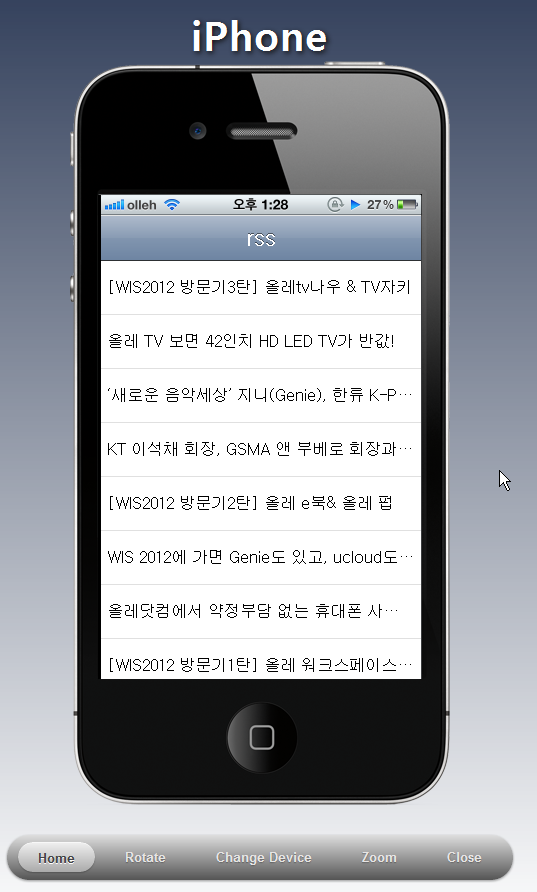 iPhone
olleh 오후 1:28 27%
rss
[WIS2012 방문기3탄] 올레tv나우 & TV자키
올레 TV 보면 42인치 HD LED TV가 반값!
‘새로운 음악세상’ 지니(Genie), 한류 K-P…
KT 이석채 회장, GSMA 앤 부베로 회장과…
[WIS2012 방문기2탄] 올레 e북& 올레 펍
WIS 2012에 가면 Genie도 있고, ucloud도…
올레닷컴에서 약정부담 없는 휴대폰 사…
[WIS2012 방문기1탄] 올레 워크스페이스…
Home Rotate Change Device Zoom Close